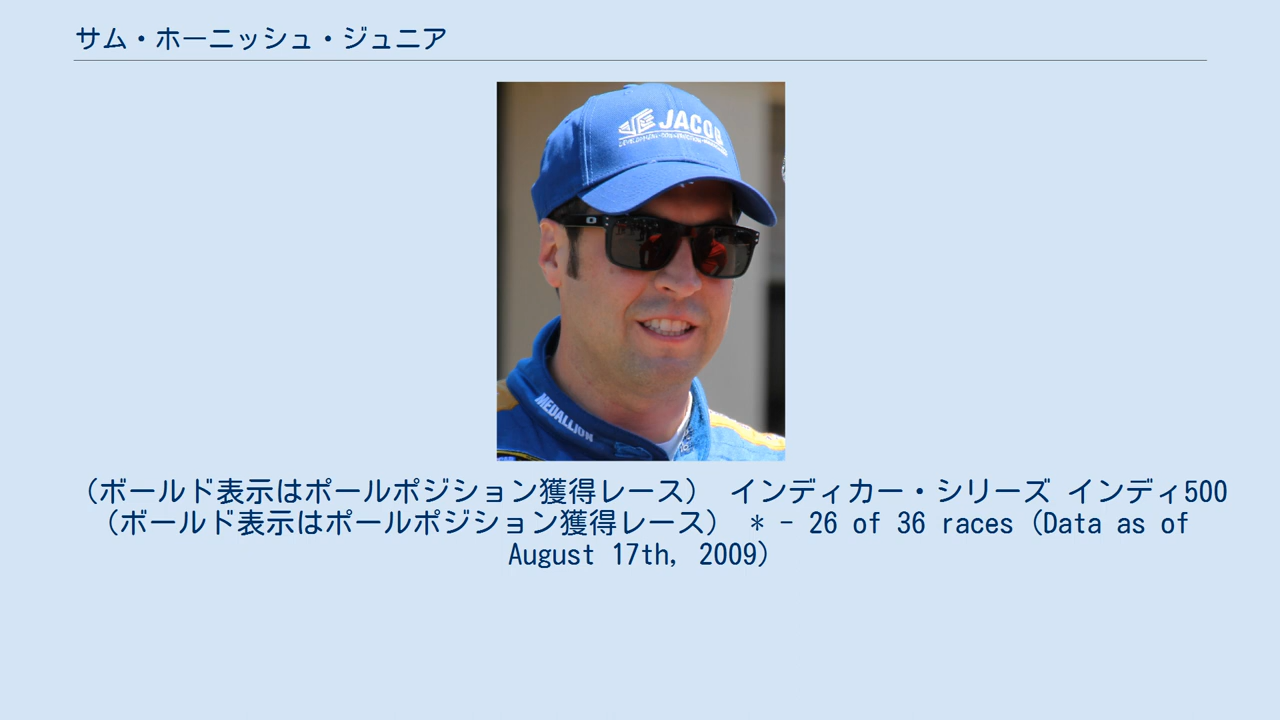 サム・ホーニッシュ・ジュニア
JACOB
MEDALLION
（ボールド表示はポールポジション獲得レース） インディカー・シリーズ インディ500
（ボールド表示はポールポジション獲得レース） * - 26 of 36 races (Data as of
August 17th, 2009)